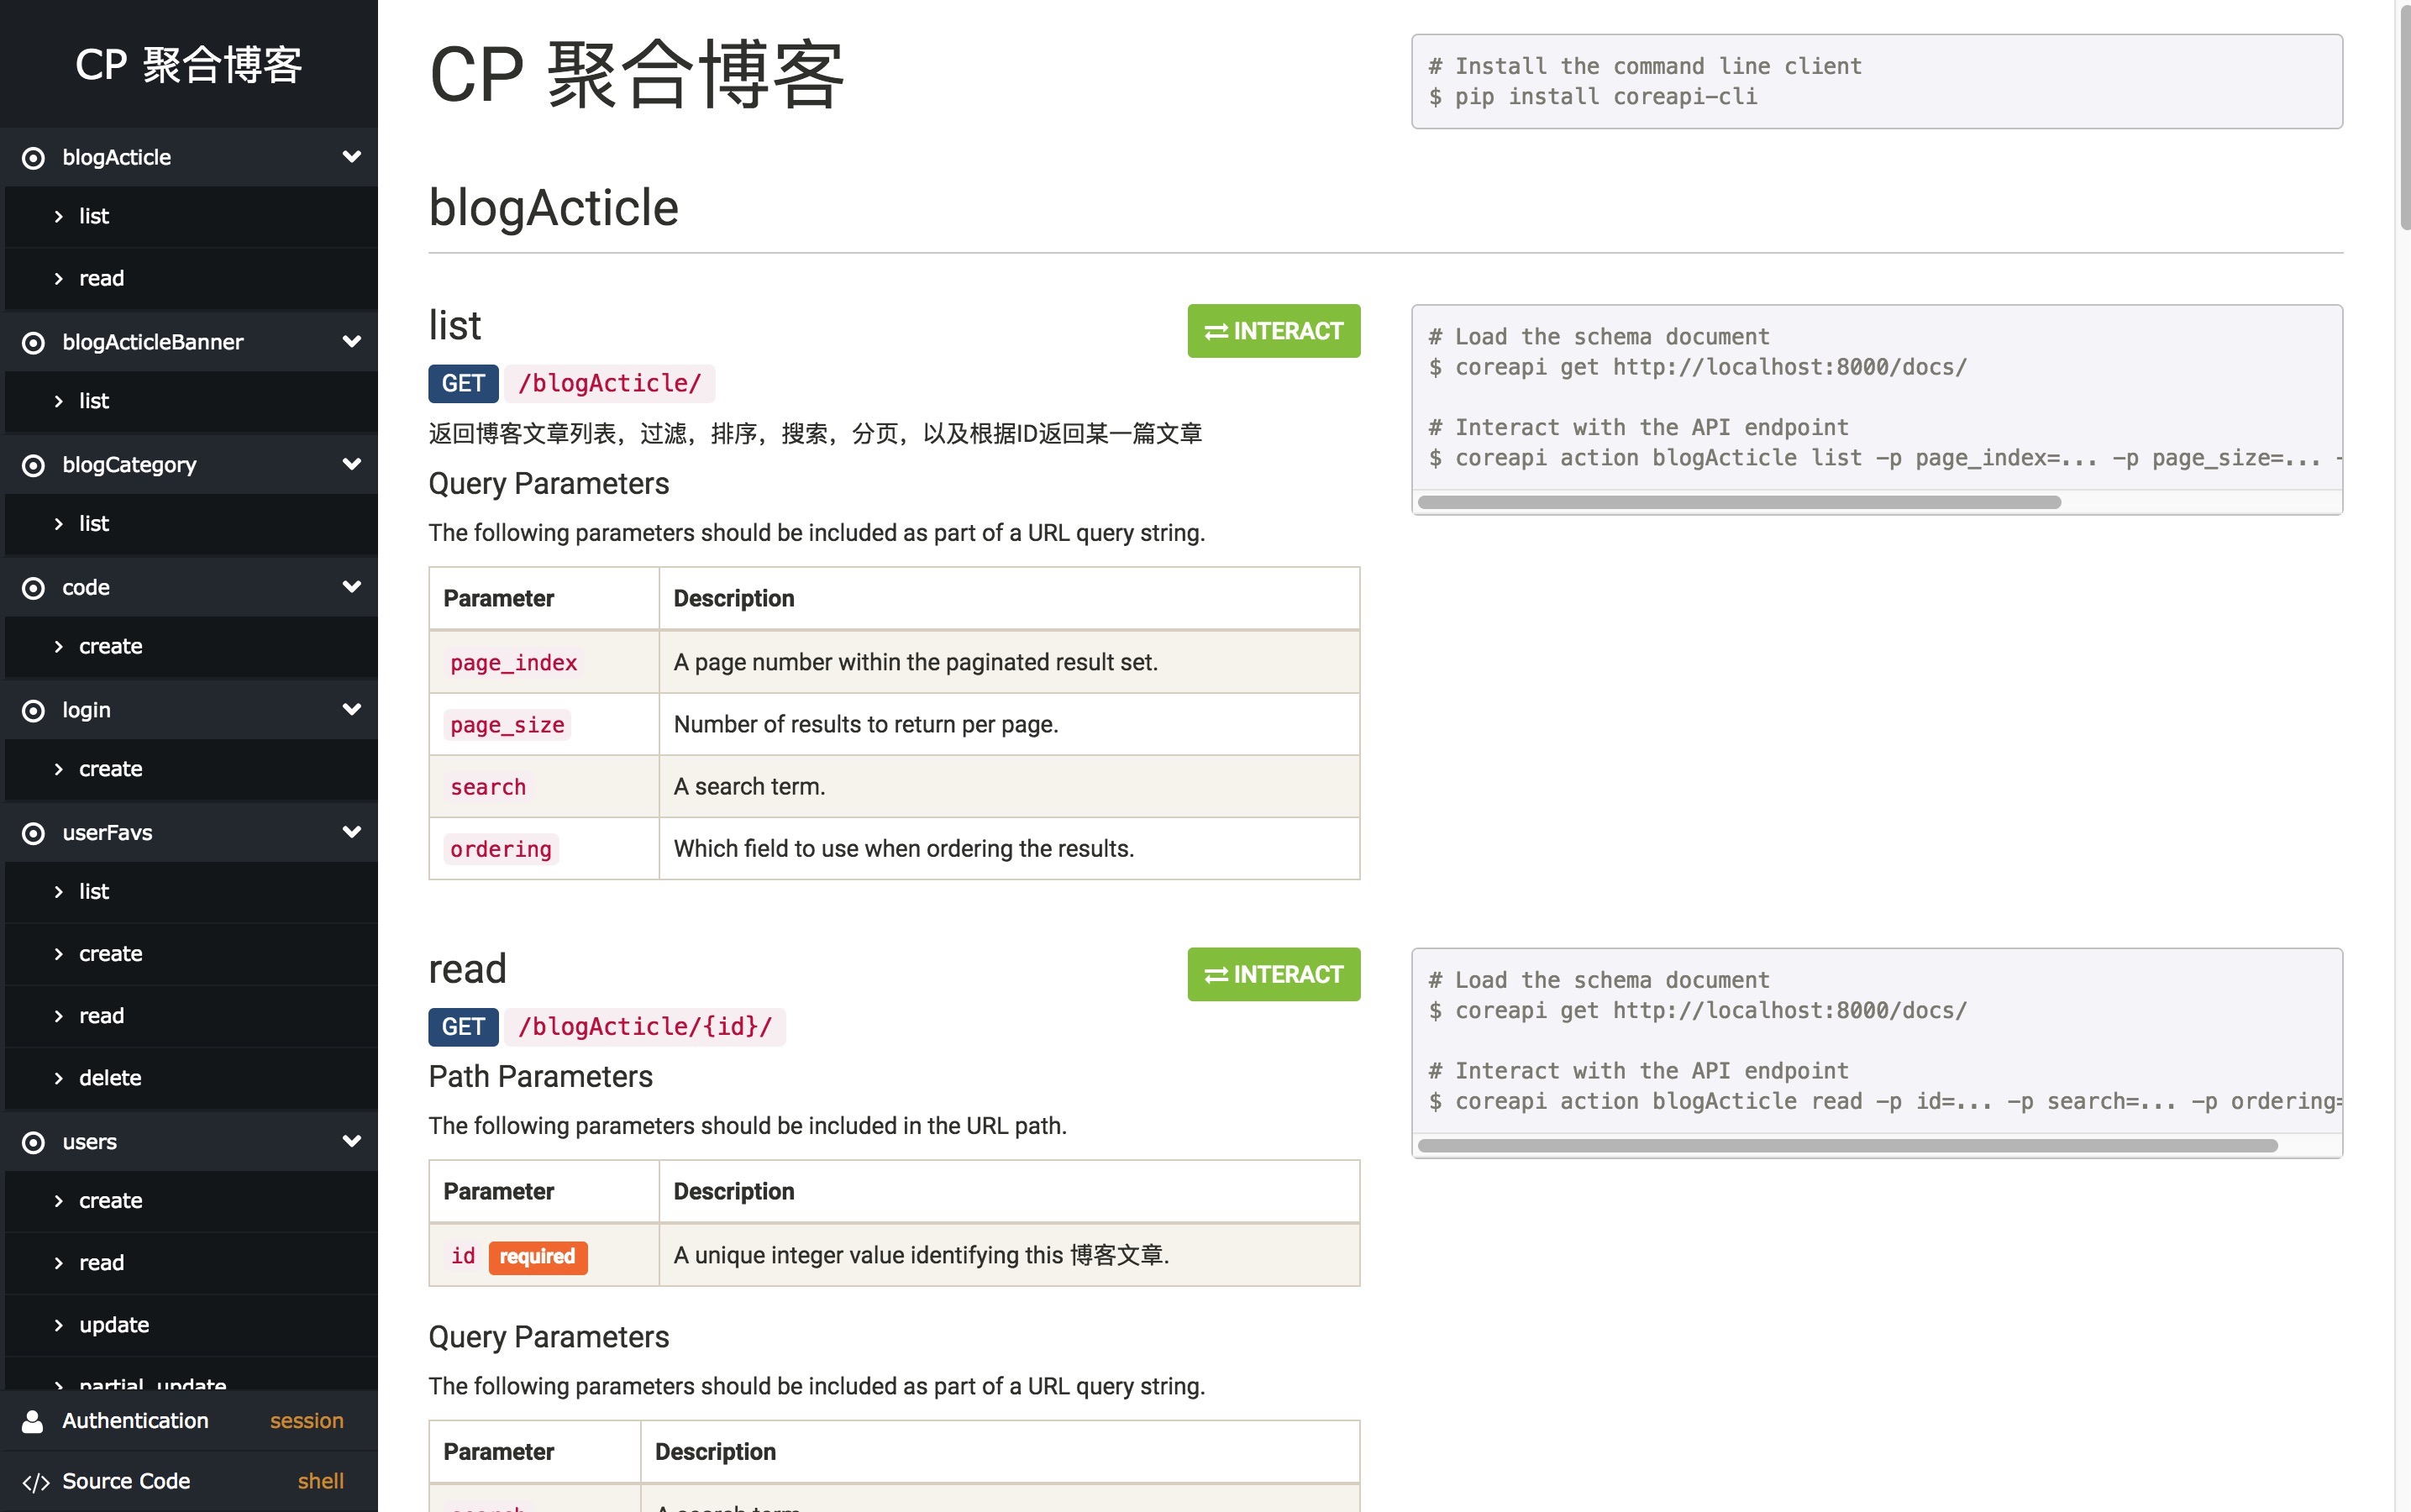 CP 聚合博客
blogActicle
list
read
blogActicleBanner
list
blogCategory
list
code
create
login
create
userFavs
list
create
read
delete
users
create
read
update
partial_update
Authentication session
Source Code shell
CP 聚合博客
# Install the command line client
$ pip install coreapi-cli
blogActicle
list
INTERACT
GET /blogActicle/
返回博客文章列表，过滤，排序，搜索，分页，以及根据ID返回某一篇文章
Query Parameters
The following parameters should be included as part of a URL query string.
Parameter Description
page_index A page number within the paginated result set.
page_size Number of results to return per page.
search A search term.
ordering Which field to use when ordering the results.
# Load the schema document
$ coreapi get http://localhost:8000/docs/
# Interact with the API endpoint
$ coreapi action blogActicle list -p page_index=... -p page_size=... -
read
INTERACT
GET /blogActicle/{id}/
Path Parameters
The following parameters should be included in the URL path.
Parameter Description
id required A unique integer value identifying this 博客文章.
Query Parameters
The following parameters should be included as part of a URL query string.
Parameter Description
search A search term.
# Load the schema document
$ coreapi get http://localhost:8000/docs/
# Interact with the API endpoint
$ coreapi action blogActicle read -p id=... -p search=... -p ordering=